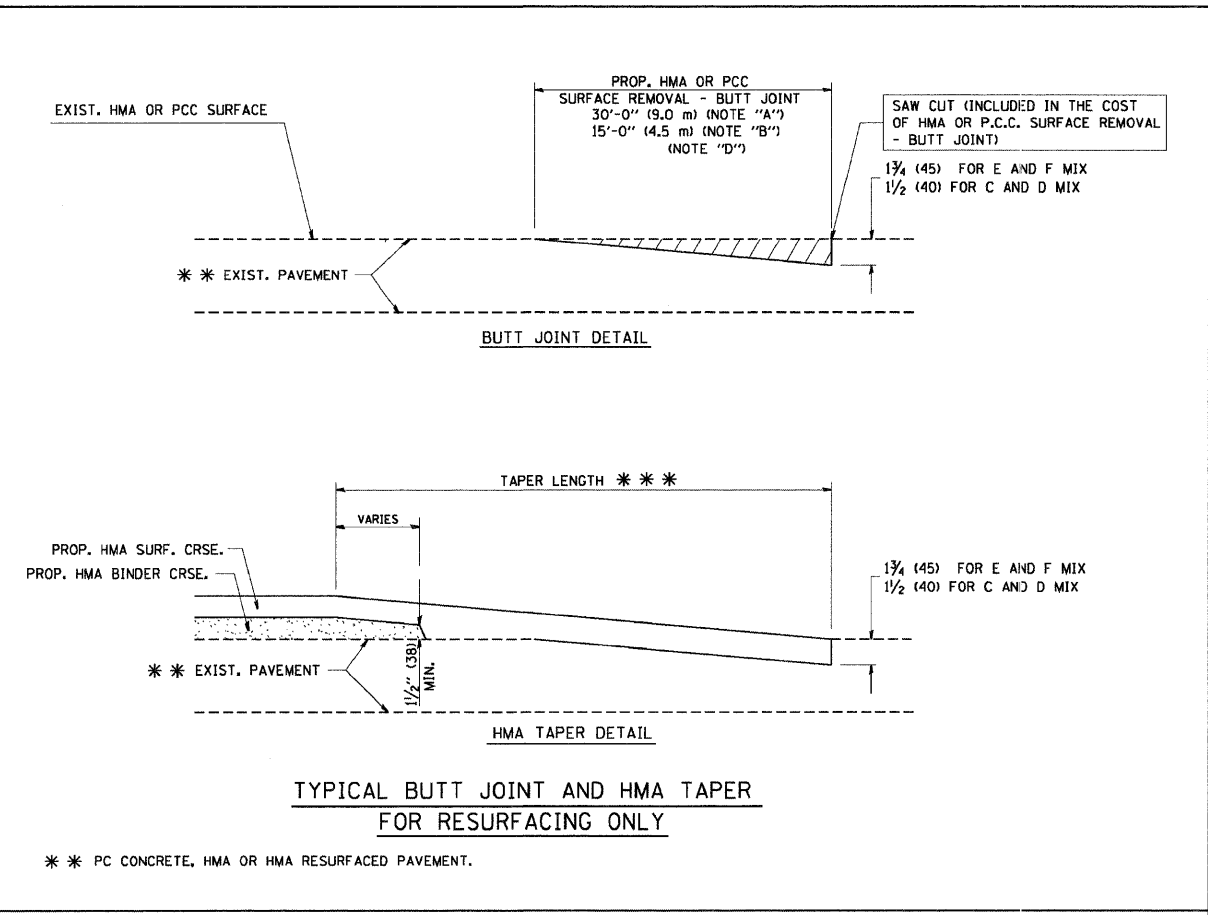 EXIST. HMA OR PCC SURFACE
PROP. HMA OR PCC
SURFACE REMOVAL - BUTT JOINT
30'-0" (9.0 m) (NOTE "A")
15'-0" (4.5 m) (NOTE "B")
(NOTE "D")
SAW CUT (INCLUDED IN THE COST
OF HMA OR P.C.C. SURFACE REMOVAL
- BUTT JOINT)
1¾ (45) FOR E AND F MIX
1½ (40) FOR C AND D MIX
* * EXIST. PAVEMENT
BUTT JOINT DETAIL
TAPER LENGTH * * *
VARIES
PROP. HMA SURF. CRSE.
PROP. HMA BINDER CRSE.
1¾ (45) FOR E AND F MIX
1½ (40) FOR C AND D MIX
* * EXIST. PAVEMENT
1½" (38)
MIN.
HMA TAPER DETAIL
TYPICAL BUTT JOINT AND HMA TAPER
FOR RESURFACING ONLY
* * PC CONCRETE, HMA OR HMA RESURFACED PAVEMENT.